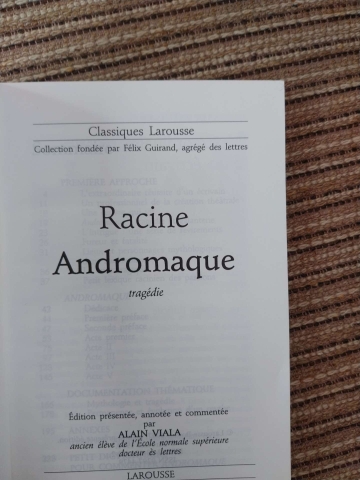 Classiques Larousse
Collection fondée par Félix Guirand, agrégé des lettres
Racine
Andromaque
tragédie
Édition présentée, annotée et commentée
par
ALAIN VIALA
ancien élève de l'École normale supérieure
docteur ès lettres
LAROUSSE